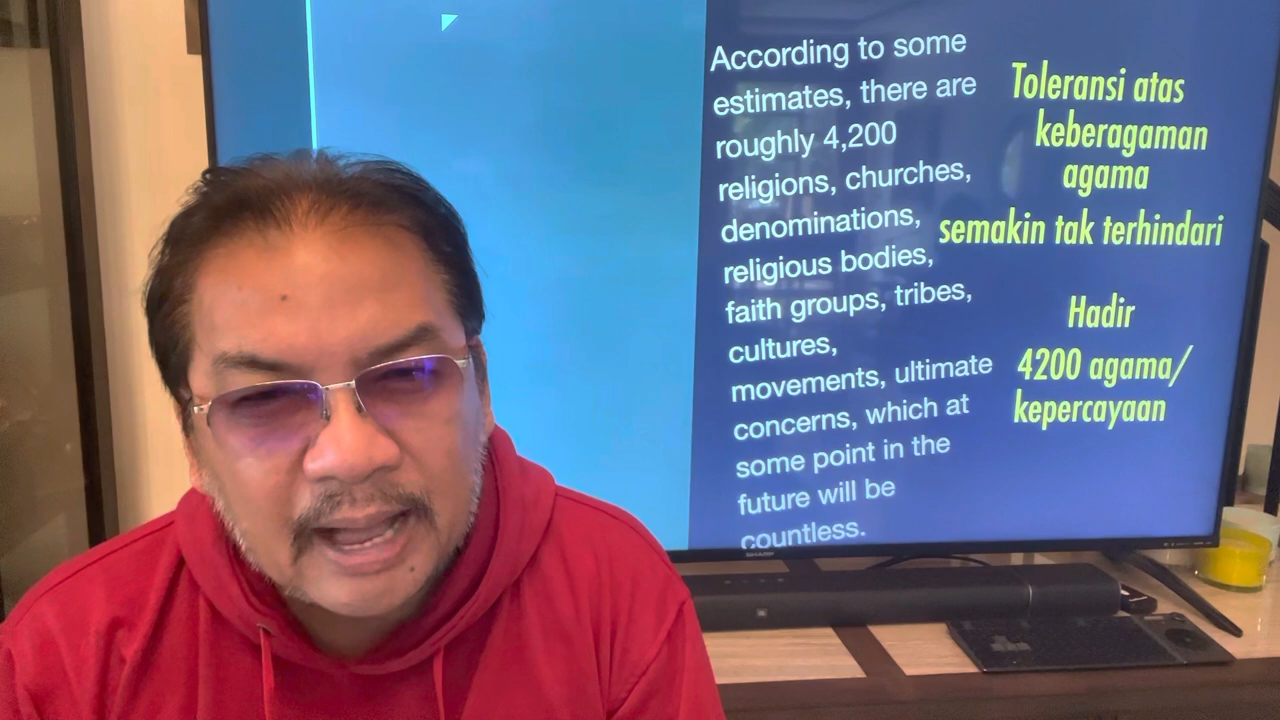 According to some
estimates, there are
roughly 4,200
religions, churches,
denominations,
religious bodies,
faith groups, tribes,
cultures,
movements, ultimate
concerns, which at
some point in the
future will be
countless.
Toleransi atas
keberagaman
agama
semakin tak terhindari
Hadir
4200 agama/
kepercayaan
SHARP
JBL